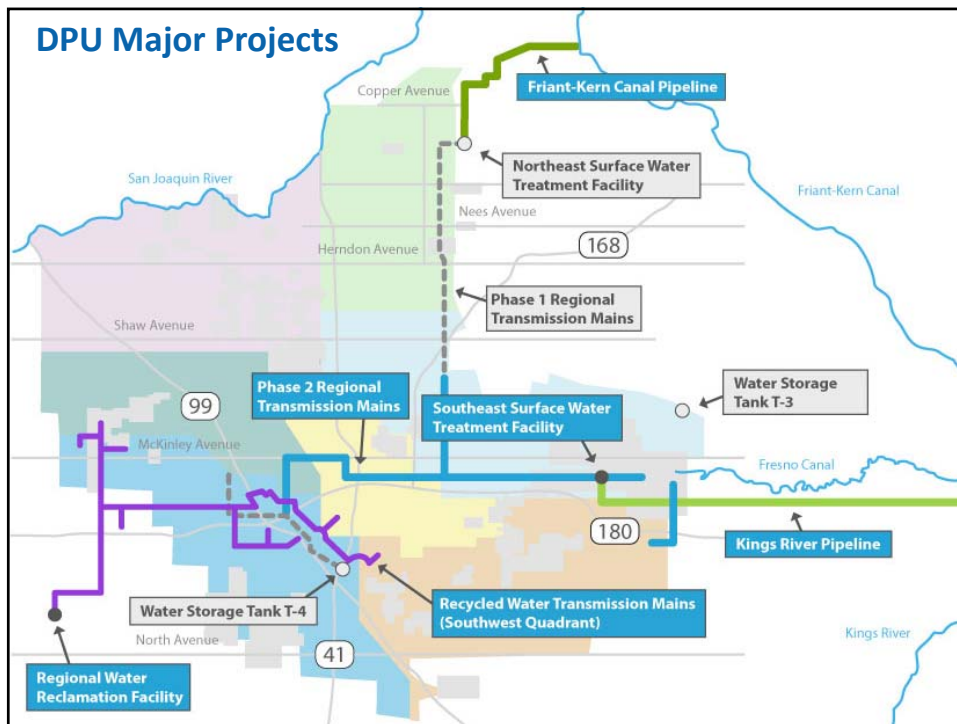 DPU Major Projects
Copper Avenue
Friant-Kern Canal Pipeline
Northeast Surface Water
Treatment Facility
San Joaquin River
Friant-Kern Canal
Nees Avenue
Herndon Avenue
168
Phase 1 Regional
Transmission Mains
Shaw Avenue
Phase 2 Regional
Transmission Mains
Water Storage
Tank T-3
99
Southeast Surface Water
Treatment Facility
McKinley Avenue
Fresno Canal
180
Kings River Pipeline
Water Storage Tank T-4
Recycled Water Transmission Mains
(Southwest Quadrant)
North Avenue
41
Kings River
Regional Water
Reclamation Facility